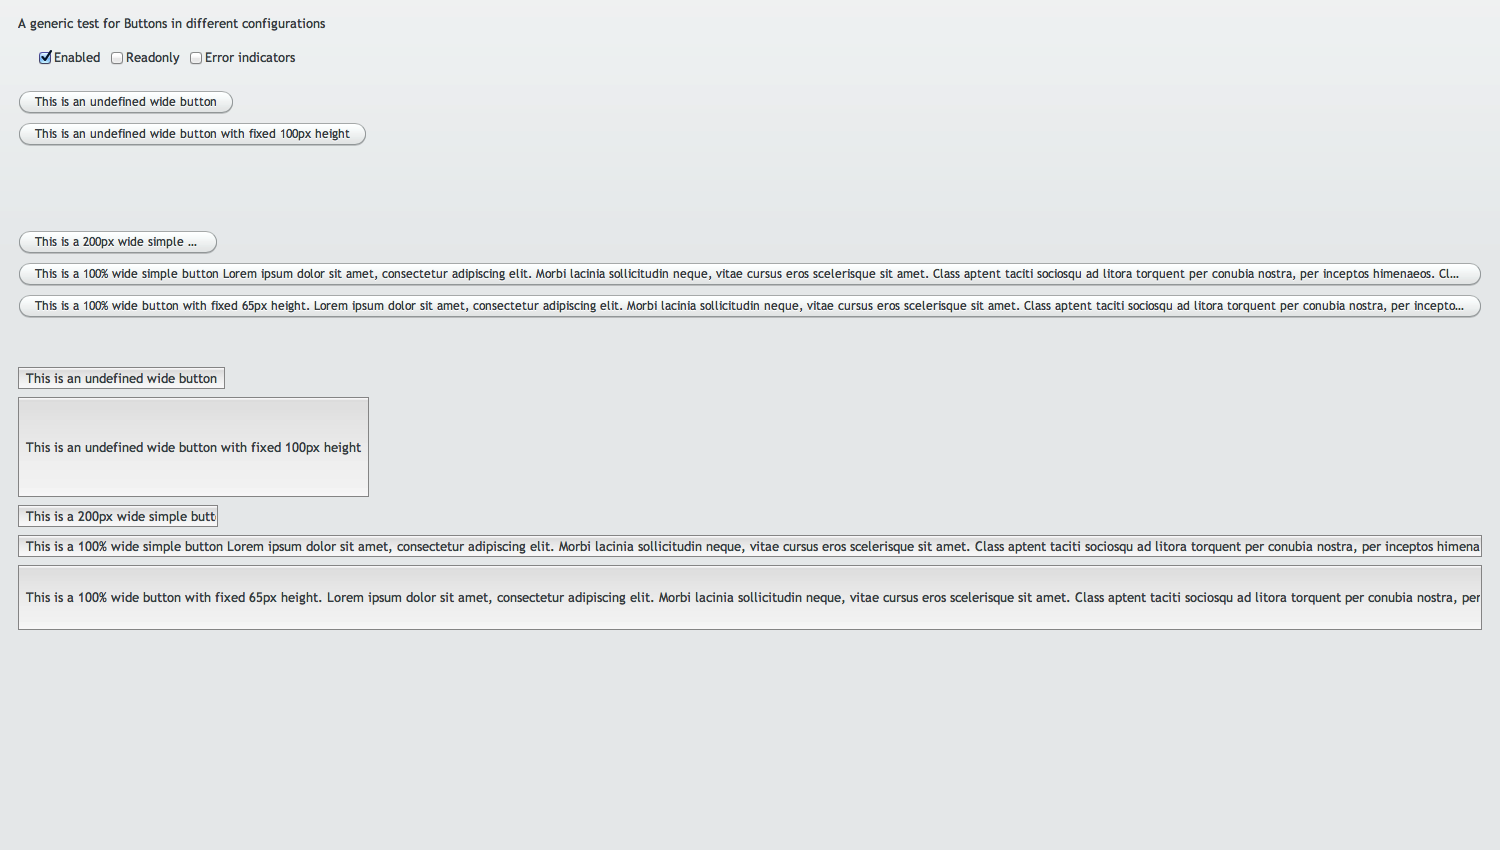 A generic test for Buttons in different configurations
Enabled Readonly Error indicators
This is an undefined wide button
This is an undefined wide button with fixed 100px height
This is a 200px wide simple ...
This is a 100% wide simple button Lorem ipsum dolor sit amet, consectetur adipiscing elit. Morbi lacinia sollicitudin neque, vitae cursus eros scelerisque sit amet. Class aptent taciti sociosqu ad litora torquent per conubia nostra, per inceptos himenaeos. Cl...
This is a 100% wide button with fixed 65px height. Lorem ipsum dolor sit amet, consectetur adipiscing elit. Morbi lacinia sollicitudin neque, vitae cursus eros scelerisque sit amet. Class aptent taciti sociosqu ad litora torquent per conubia nostra, per incepto...
This is an undefined wide button
This is an undefined wide button with fixed 100px height
This is a 200px wide simple butt
This is a 100% wide simple button Lorem ipsum dolor sit amet, consectetur adipiscing elit. Morbi lacinia sollicitudin neque, vitae cursus eros scelerisque sit amet. Class aptent taciti sociosqu ad litora torquent per conubia nostra, per inceptos himena
This is a 100% wide button with fixed 65px height. Lorem ipsum dolor sit amet, consectetur adipiscing elit. Morbi lacinia sollicitudin neque, vitae cursus eros scelerisque sit amet. Class aptent taciti sociosqu ad litora torquent per conubia nostra, per